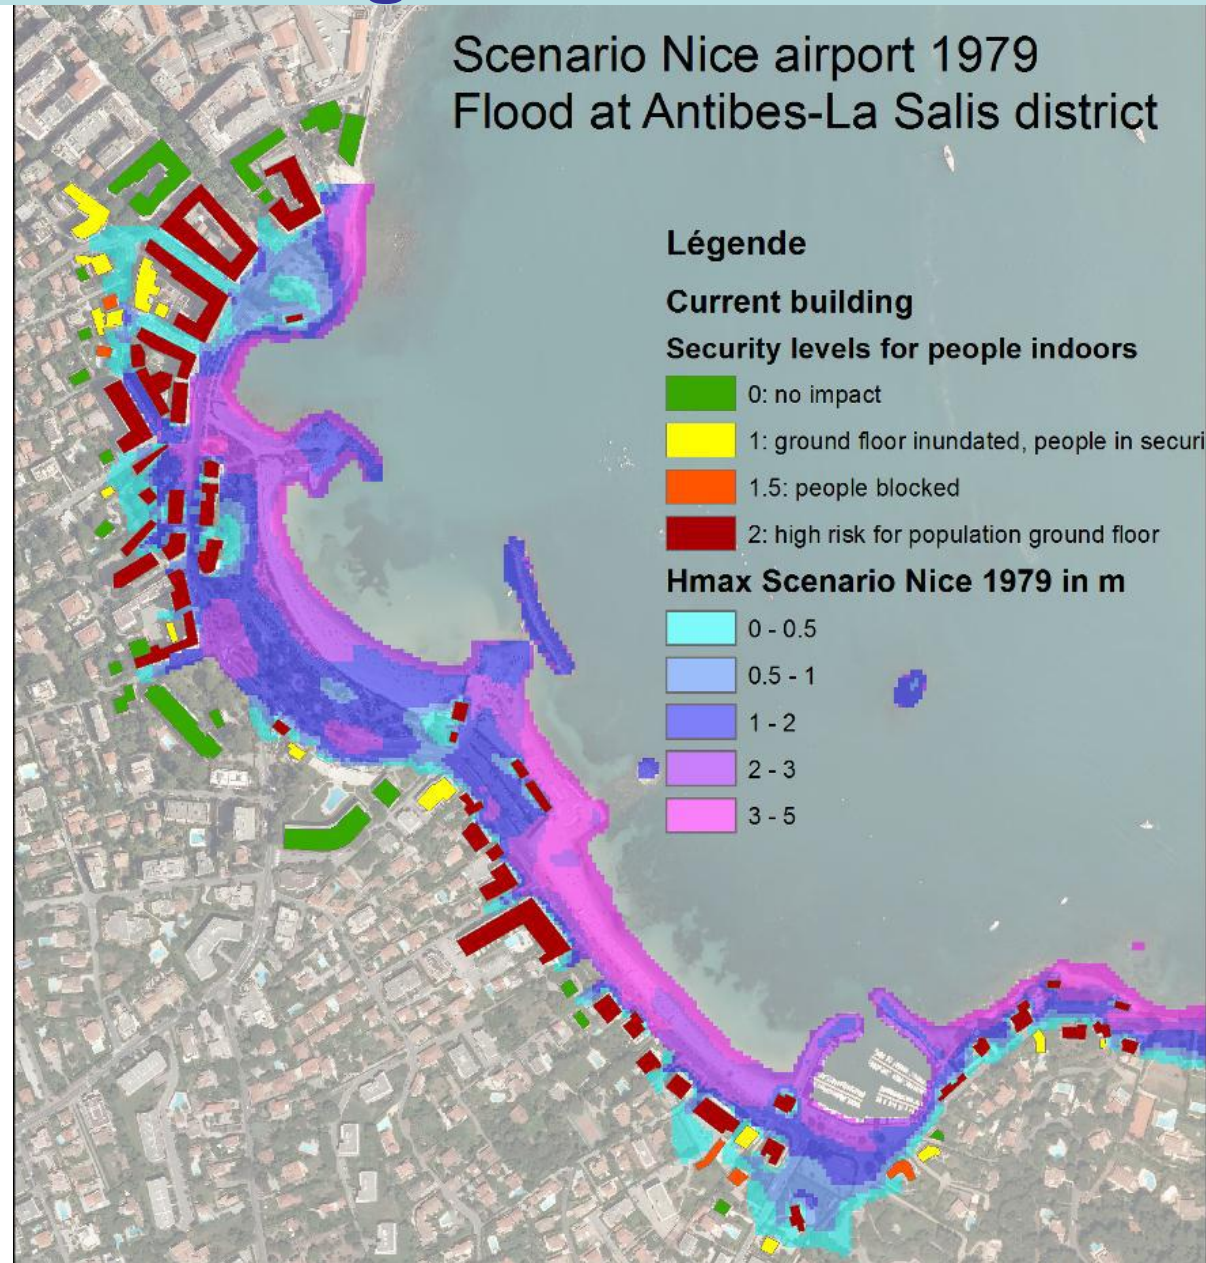 Scenario Nice airport 1979
Flood at Antibes-La Salis district
Légende
Current building
Security levels for people indoors
0: no impact
1: ground floor inundated, people in securi
1.5: people blocked
2: high risk for population ground floor
Hmax Scenario Nice 1979 in m
0 - 0.5
0.5 - 1
1 - 2
2 - 3
3 - 5